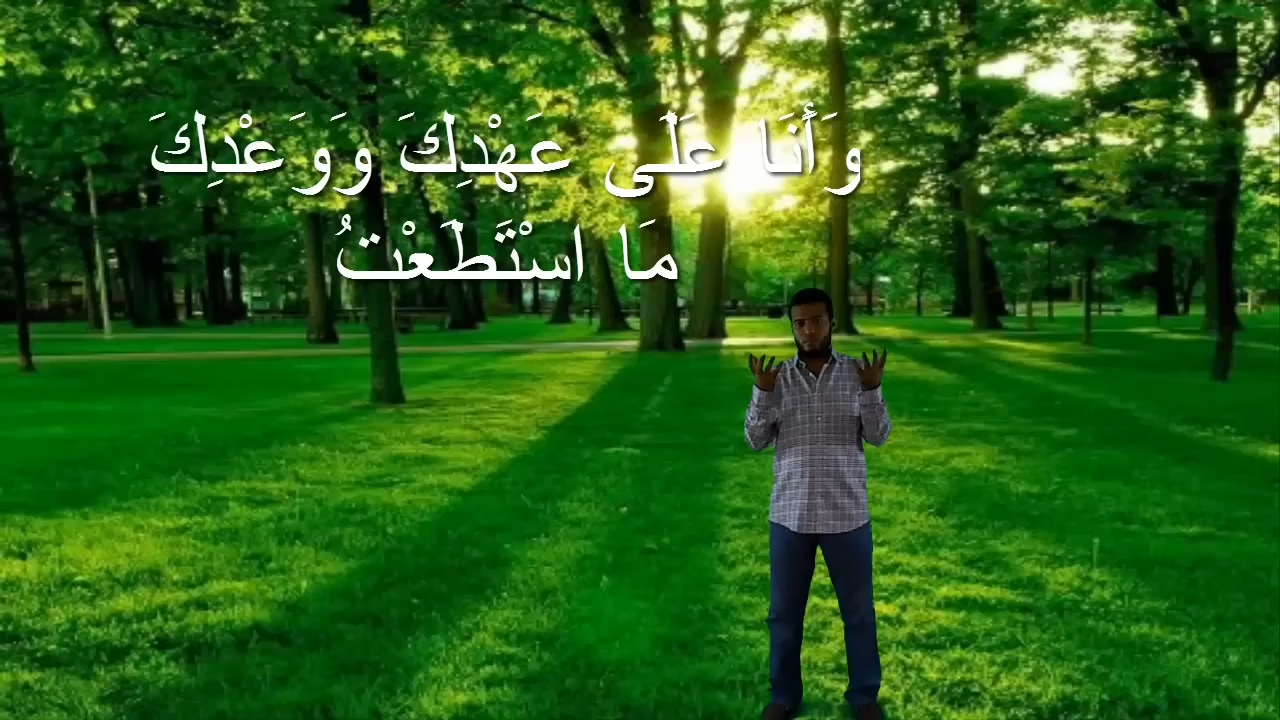 وَأَنَا عَلَى عَهْدِكَ وَوَعْدِكَ
مَا اسْتَطَعْتُ